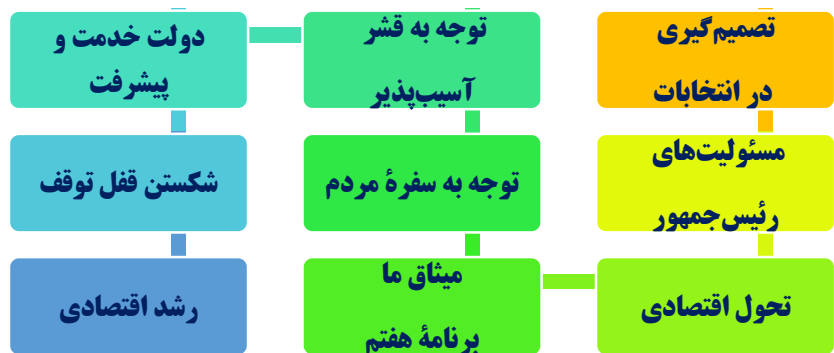 تصمیم‌گیری
در انتخابات
مسئولیت‌های
رئیس‌جمهور
تحول اقتصادی
میثاق ما
برنامهٔ هفتم
توجه به سفرهٔ مردم
توجه به قشر
آسیب‌پذیر
دولت خدمت و
پیشرفت
شکستن قفل توقف
رشد اقتصادی